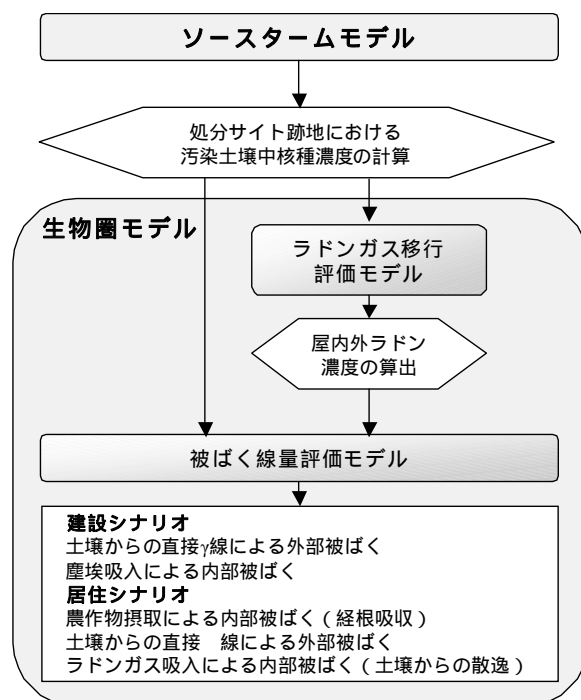 ソースタームモデル
処分サイト跡地における
汚染土壌中核種濃度の計算
生物圏モデル
ラドンガス移行
評価モデル
屋内外ラドン
濃度の算出
被ばく線量評価モデル
建設シナリオ
土壌からの直接γ線による外部被ばく
塵埃吸入による内部被ばく
居住シナリオ
農作物摂取による内部被ばく(経根吸収)
土壌からの直接　線による外部被ばく
ラドンガス吸入による内部被ばく(土壌からの散逸)